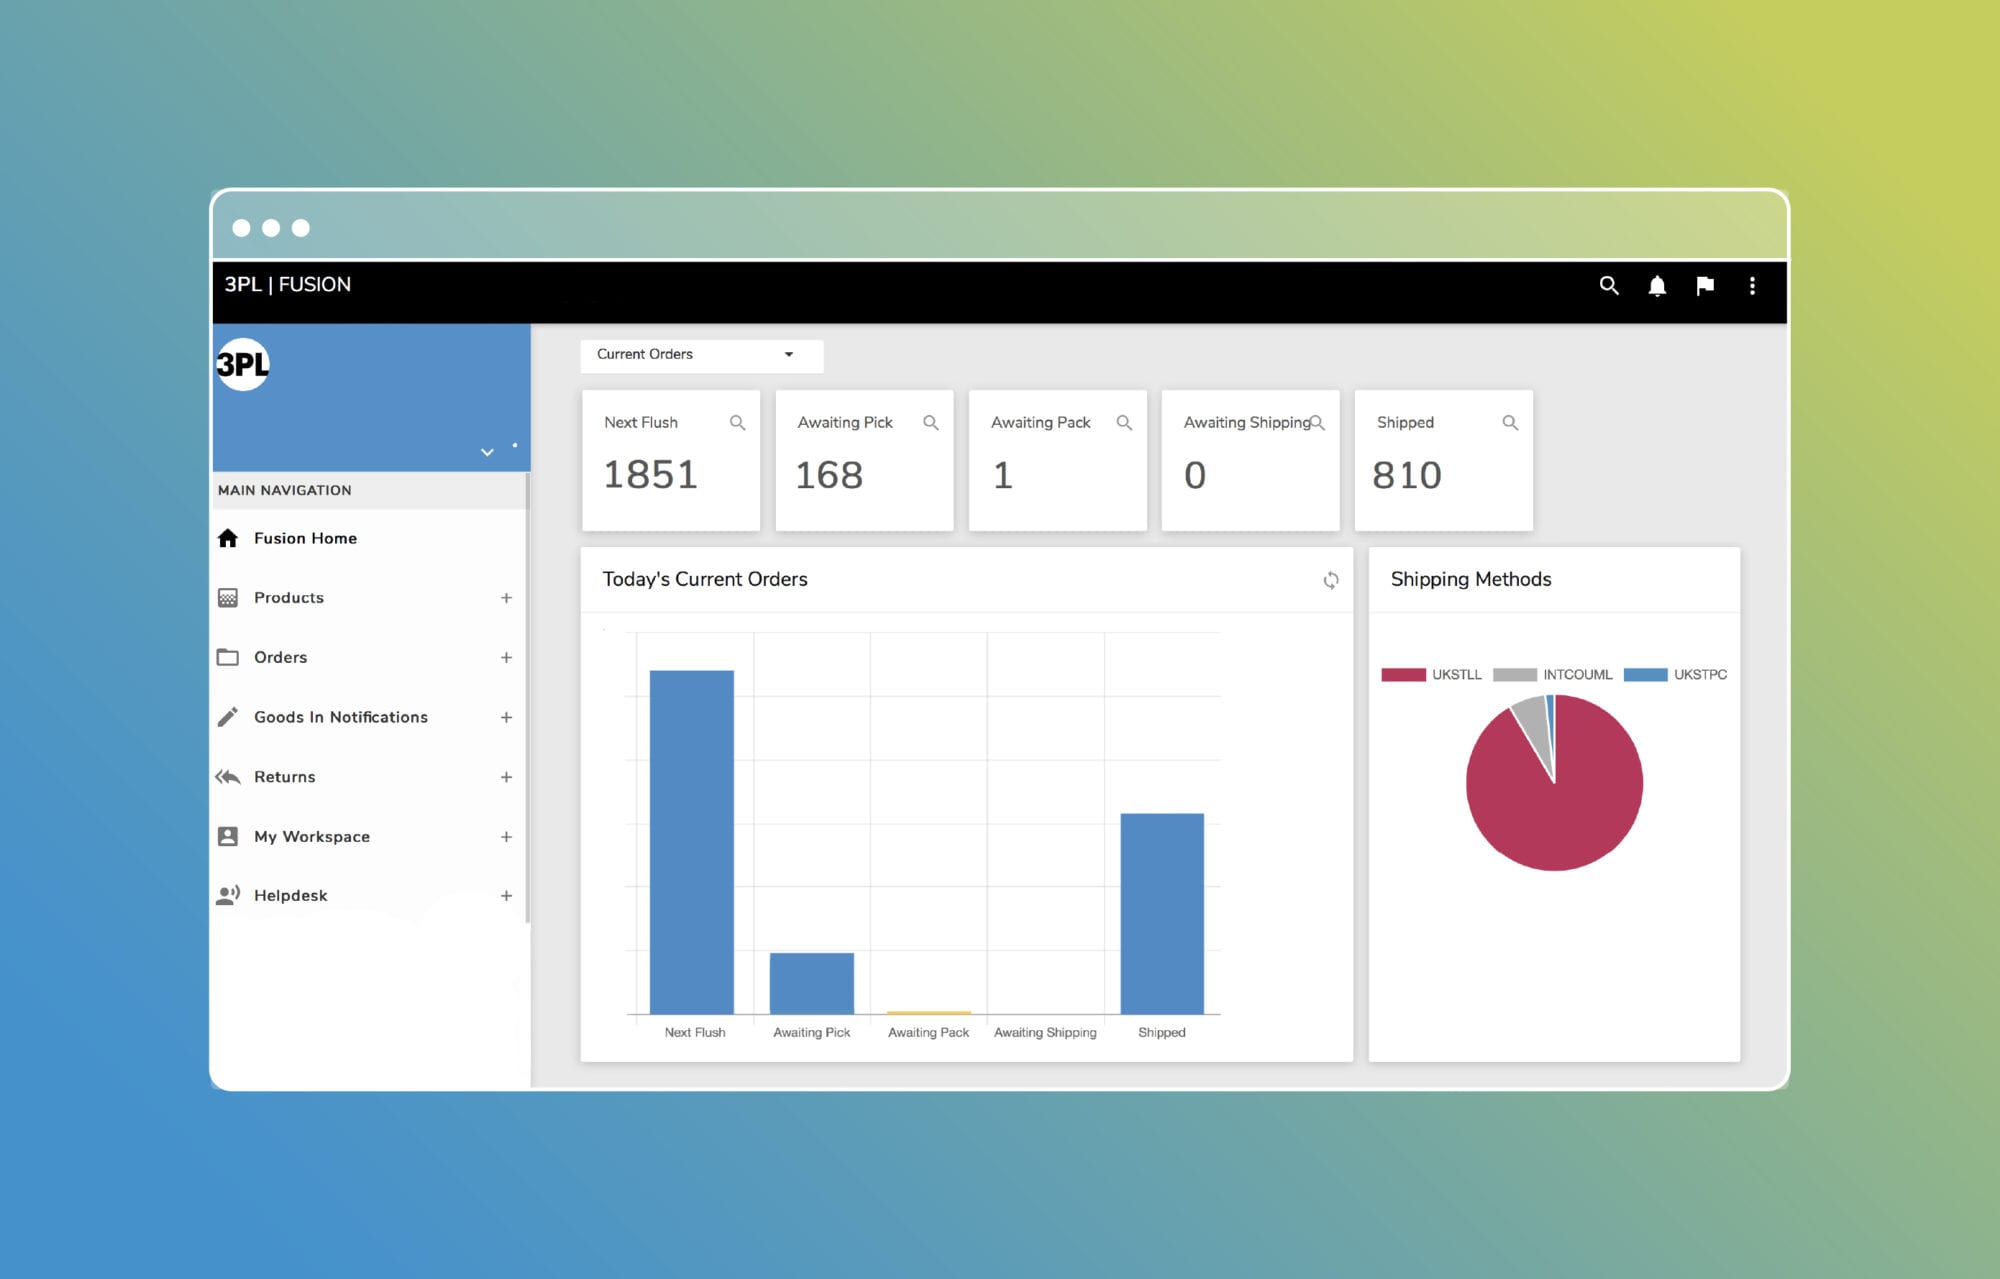 3PL | FUSION
3PL
Current Orders
MAIN NAVIGATION
Fusion Home
Products
Orders
Goods In Notifications
Returns
My Workspace
Helpdesk
Next Flush
1851
Awaiting Pick
168
Awaiting Pack
1
Awaiting Shipping
0
Shipped
810
Today's Current Orders
Next Flush
Awaiting Pick
Awaiting Pack
Awaiting Shipping
Shipped
Shipping Methods
UKSTLL
INTCOUML
UKSTPC